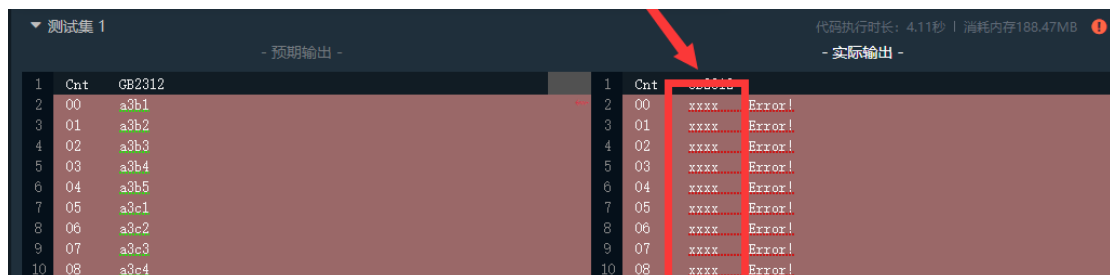 测试集 1
代码执行时长：4.11秒 | 消耗内存188.47MB
- 预期输出 -
- 实际输出 -
1 Cnt GB2312 1 Cnt GB2312
2 00 a3b1 2 00 xxxx Error!
3 01 a3b2 3 01 xxxx Error!
4 02 a3b3 4 02 xxxx Error!
5 03 a3b4 5 03 xxxx Error!
6 04 a3b5 6 04 xxxx Error!
7 05 a3c1 7 05 xxxx Error!
8 06 a3c2 8 06 xxxx Error!
9 07 a3c3 9 07 xxxx Error!
10 08 a3c4 10 08 xxxx Error!